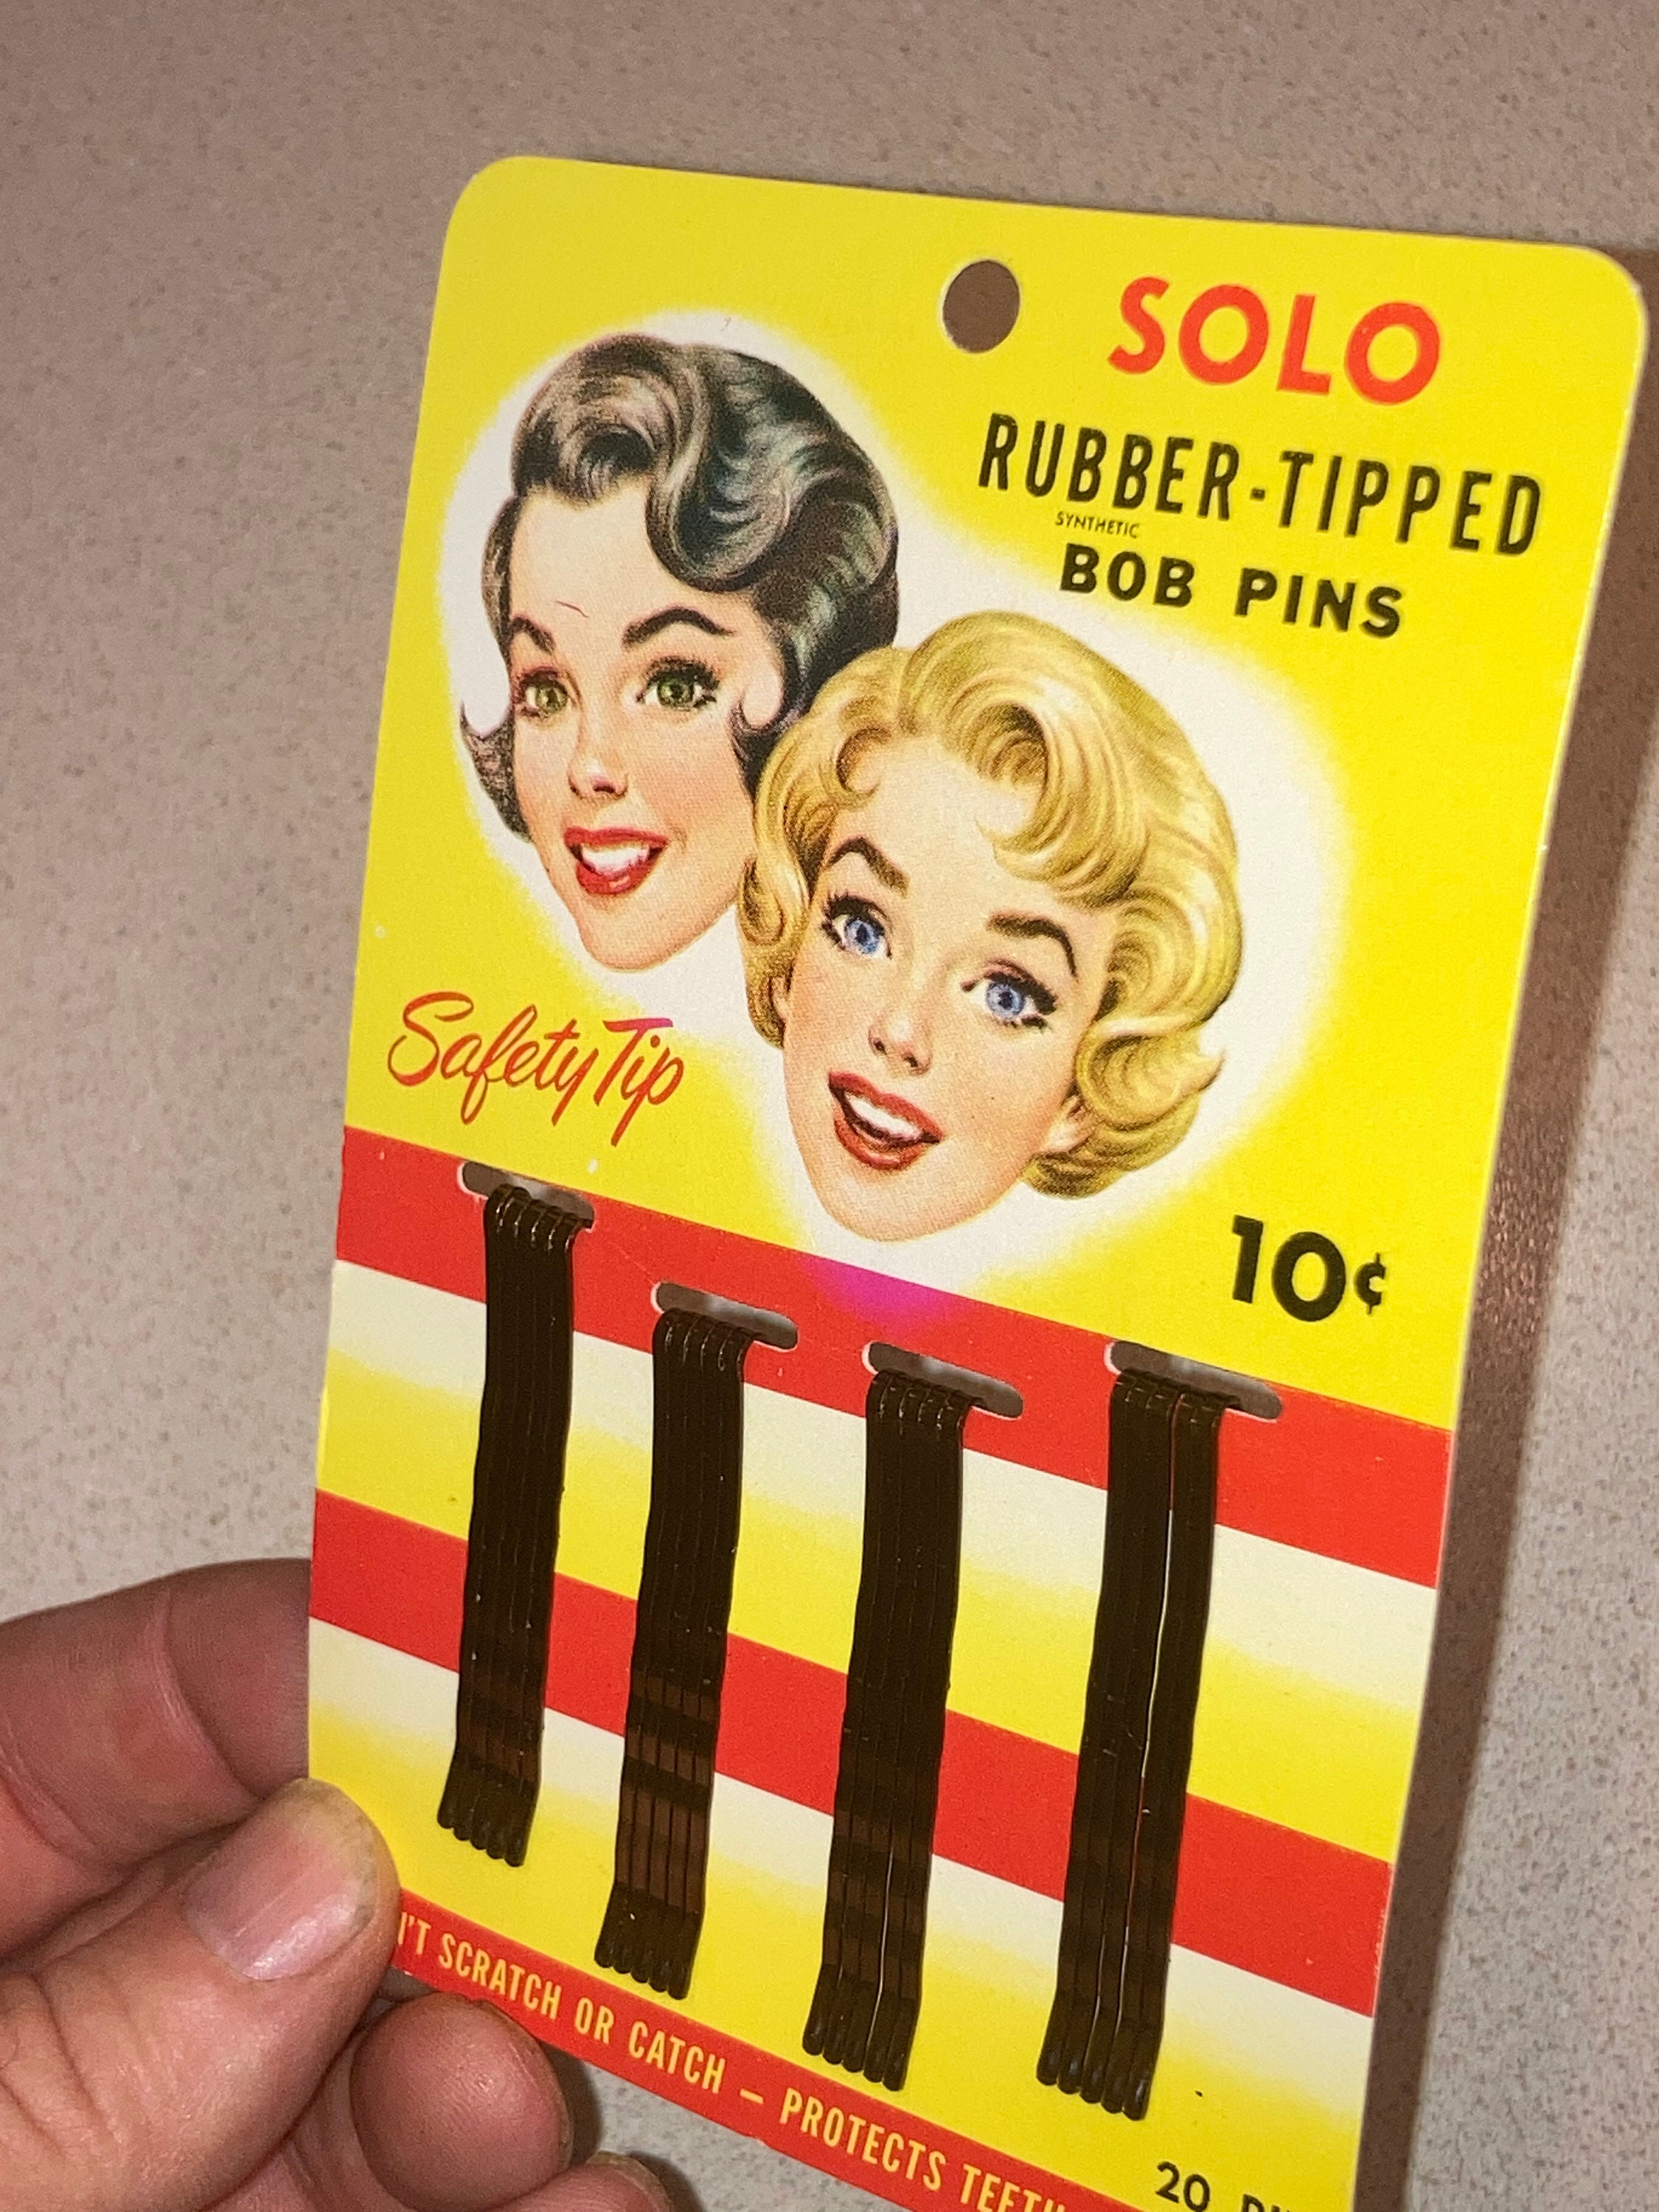 SOLO
RUBBER-TIPPED
SYNTHETIC
BOB PINS
Safety Tip
10¢
20
SCRATCH OR CATCH – PROTECTS